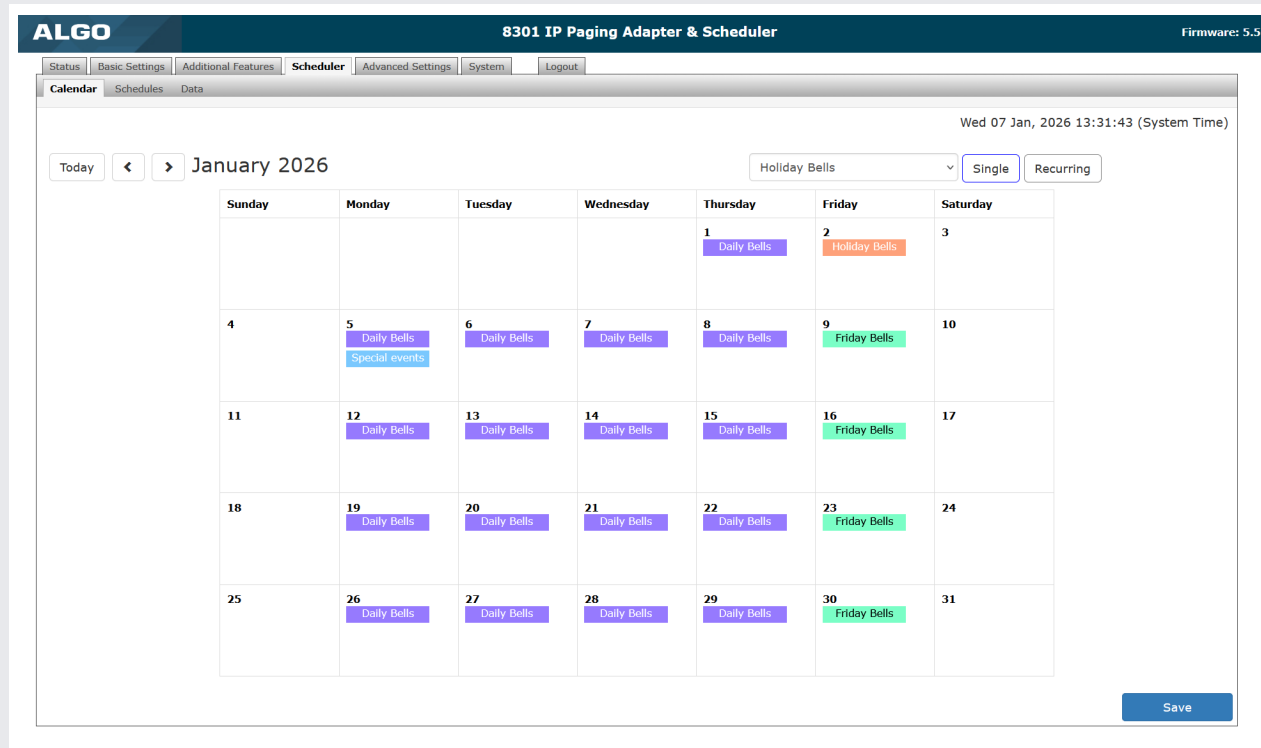 ALGO 8301 IP Paging Adapter & Scheduler Firmware: 5.5
Status Basic Settings Additional Features Scheduler Advanced Settings System Logout
Calendar Schedules Data
Wed 07 Jan, 2026 13:31:43 (System Time)
Today January 2026 Holiday Bells Single Recurring
Sunday Monday Tuesday Wednesday Thursday Friday Saturday
1 2 3
Daily Bells Holiday Bells
4 5 6 7 8 9 10
Daily Bells Daily Bells Daily Bells Daily Bells Friday Bells
Special events
11 12 13 14 15 16 17
Daily Bells Daily Bells Daily Bells Daily Bells Friday Bells
18 19 20 21 22 23 24
Daily Bells Daily Bells Daily Bells Daily Bells Friday Bells
25 26 27 28 29 30 31
Daily Bells Daily Bells Daily Bells Daily Bells Friday Bells
Save